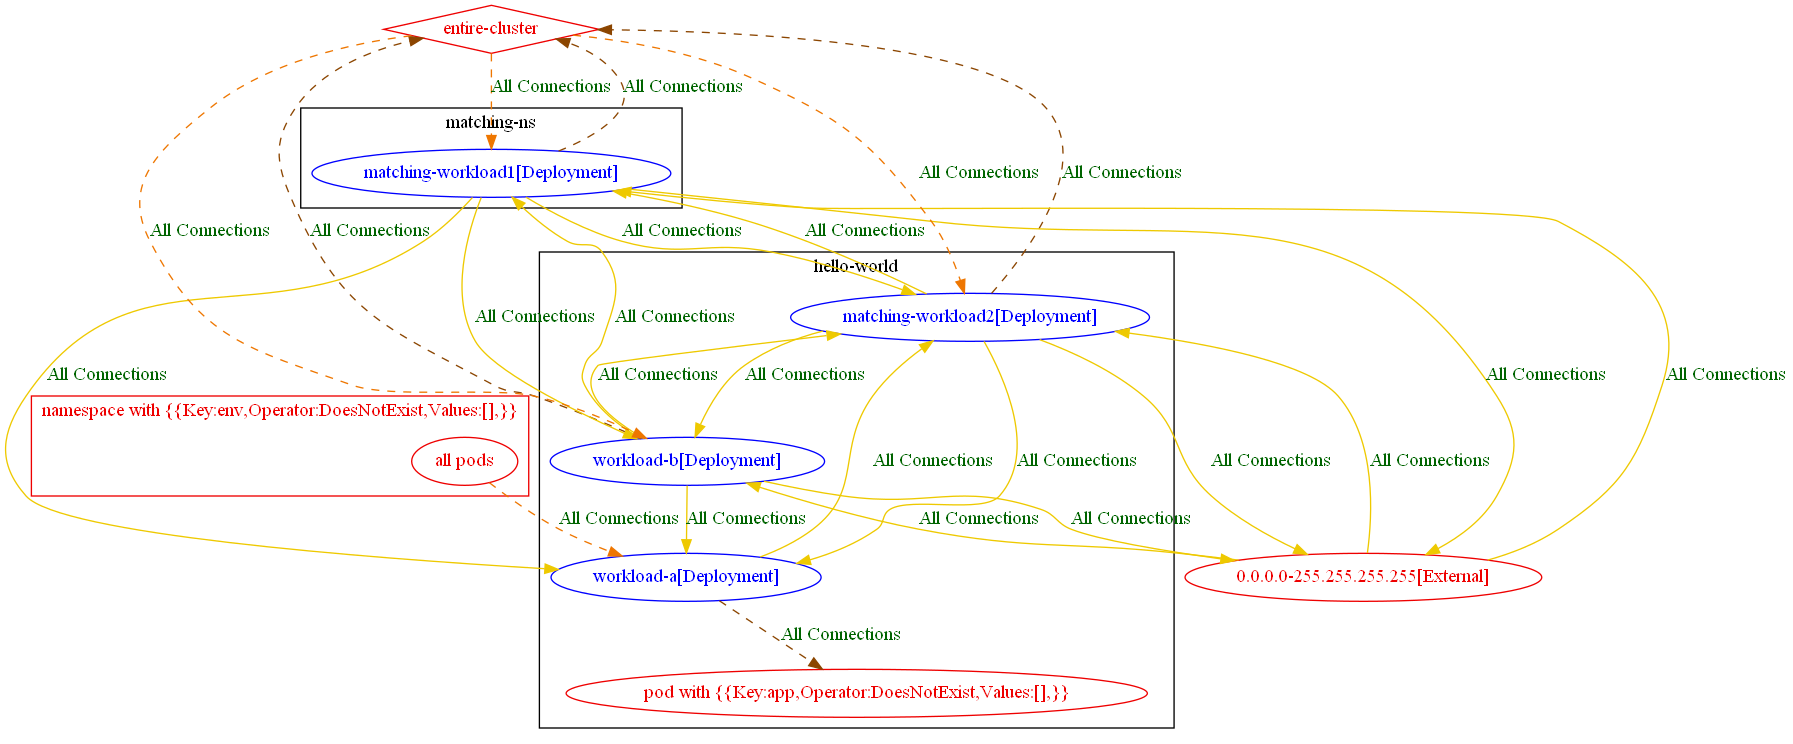 entire-cluster
All Connections
All Connections
matching-ns
matching-workload1[Deployment]
All Connections
All Connections
All Connections
All Connections
All Connections
All Connections
hello-world
matching-workload2[Deployment]
All Connections
All Connections
All Connections
All Connections
All Connections
All Connections
All Connections
namespace with {{Key:env,Operator:DoesNotExist,Values:[],}}
all pods
workload-b[Deployment]
All Connections
All Connections
All Connections
All Connections
All Connections
All Connections
All Connections
All Connections
workload-a[Deployment]
0.0.0.0-255.255.255.255[External]
All Connections
pod with {{Key:app,Operator:DoesNotExist,Values:[],}}